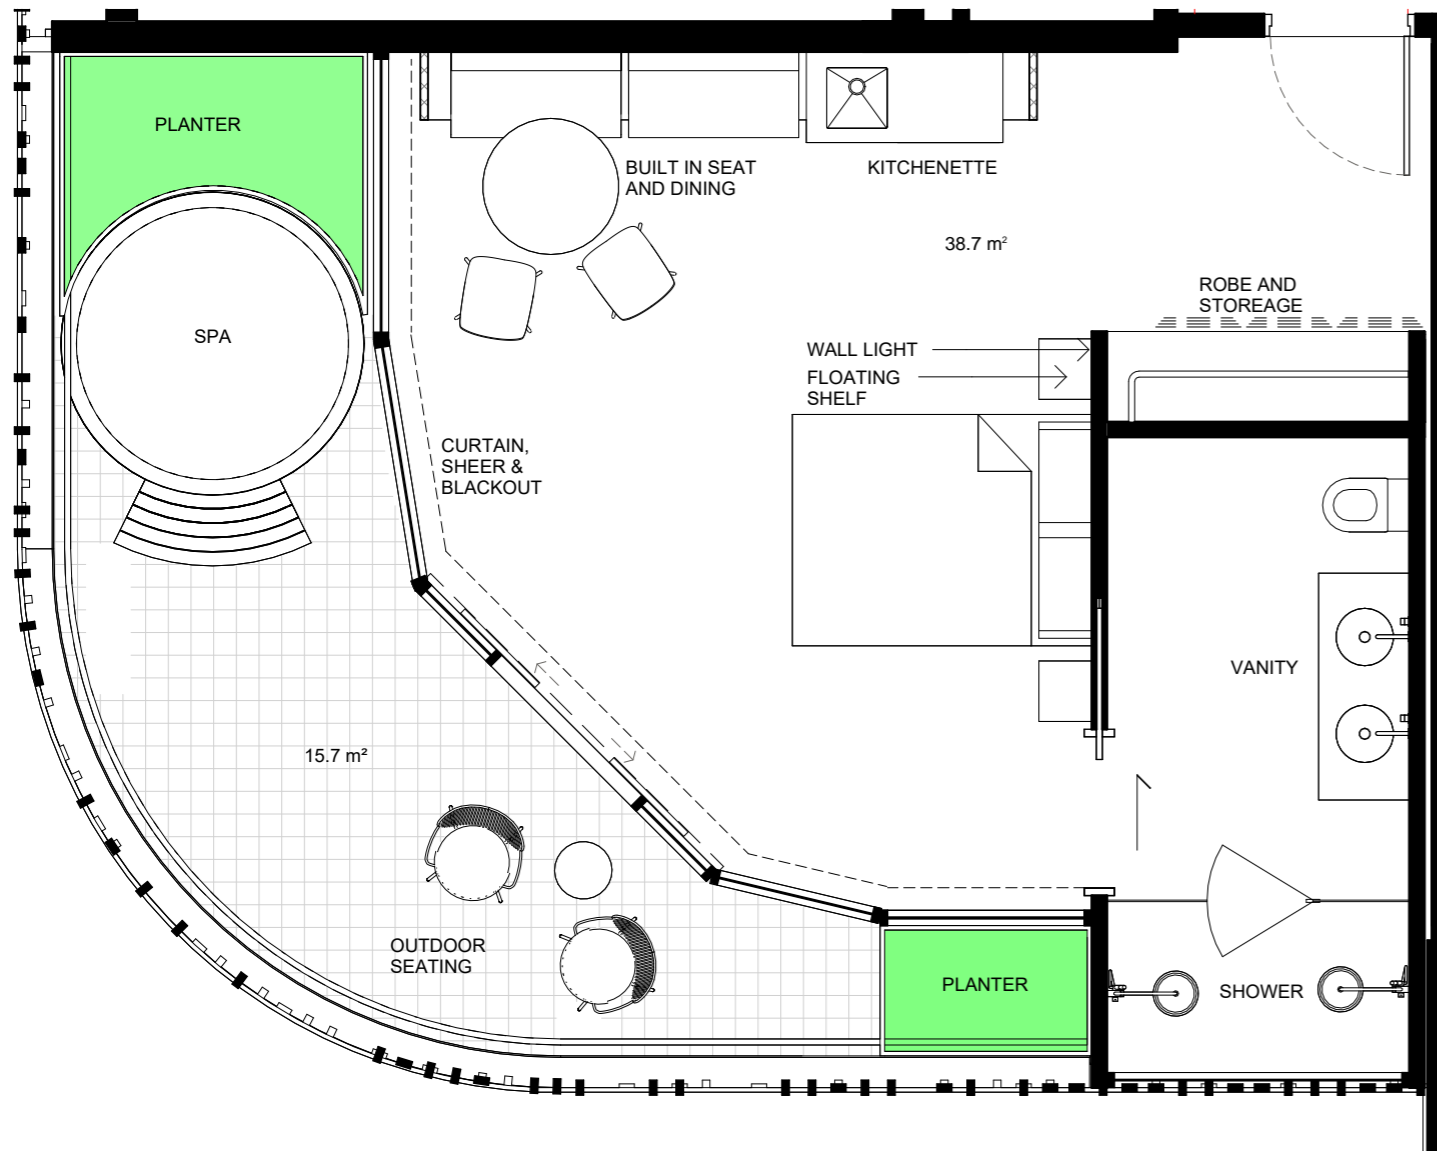 PLANTER
BUILT IN SEAT
AND DINING
KITCHENETTE
38.7 m²
ROBE AND
STOREAGE
SPA
WALL LIGHT
FLOATING
SHELF
CURTAIN,
SHEER &
BLACKOUT
VANITY
15.7 m²
OUTDOOR
SEATING
PLANTER
SHOWER